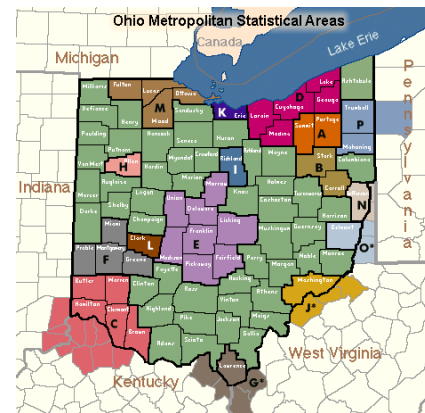 Ohio Metropolitan Statistical Areas
Canada
Lake Erie
Michigan
Pennsylvania
Indiana
Kentucky
West Virginia
Williams
Fulton
Lucas
Ottawa
Lake
Ashtabula
Geauga
D
Cuyahoga
Defiance
Henry
Wood
M
Sandusky
K
Erie
Lorain
Trumbull
P
Paulding
Seneca
Huron
Medina
Summit
Portage
A
Mahoning
Putnam
Hancock
Van Wert
H
Allen
Hardin
Wyandot
Crawford
Richland
I
Ashland
Wayne
Stark
B
Columbiana
Carroll
Mercer
Auglaize
Marion
Morrow
Knox
Holmes
Tuscarawas
N
Jefferson
Harrison
Logan
Shelby
Union
Delaware
Coshocton
Darke
Champaign
Licking
Muskingum
Guernsey
Belmont
O*
Miami
Clark
L
Franklin
E
Madison
Fairfield
Perry
Noble
Monroe
Preble
Montgomery
F
Greene
Fayette
Pickaway
Morgan
Washington
J*
Butler
Warren
Clinton
Ross
Hocking
Athens
Hamilton
Clermont
C
Highland
Vinton
Meigs
Brown
Adams
Pike
Scioto
Jackson
Gallia
Lawrence
G*